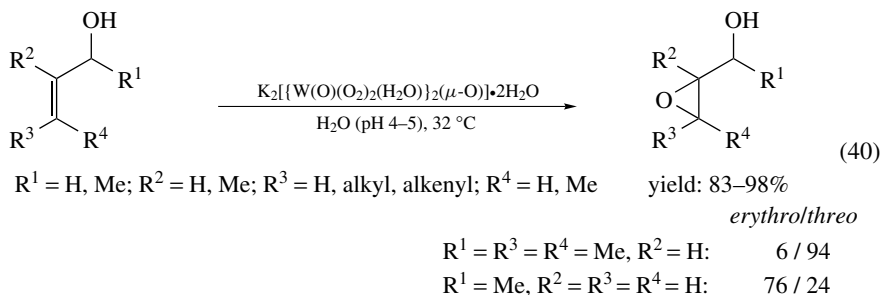 OH
R² R¹
R³ R⁴
K₂[{W(O)(O₂)₂(H₂O)}₂(μ-O)]•2H₂O
H₂O (pH 4–5), 32 °C
OH
R² R¹
O
R³ R⁴
(40)
R¹ = H, Me; R² = H, Me; R³ = H, alkyl, alkenyl; R⁴ = H, Me yield: 83–98%
erythro/threo
R¹ = R³ = R⁴ = Me, R² = H: 6 / 94
R¹ = Me, R² = R³ = R⁴ = H: 76 / 24